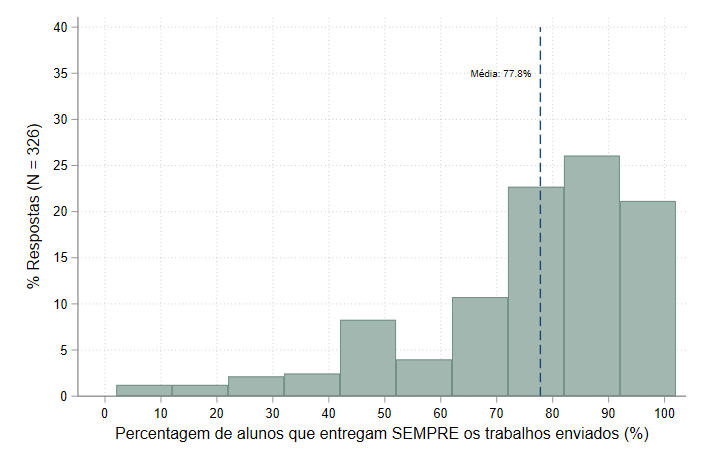 40
35
30
25
20
15
10
5
0
% Respostas (N = 326)
Média: 77.8%
0 10 20 30 40 50 60 70 80 90 100
Percentagem de alunos que entregam SEMPRE os trabalhos enviados (%)